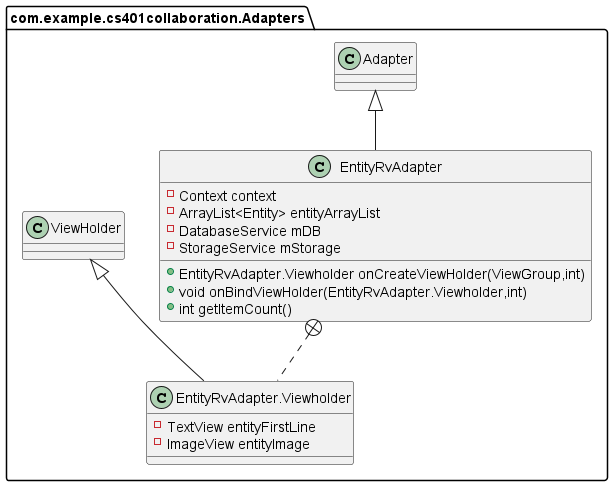 com.example.cs401collaboration.Adapters
C Adapter
C EntityRvAdapter
Context context
ArrayList<Entity> entityArrayList
DatabaseService mDB
StorageService mStorage
EntityRvAdapter.Viewholder onCreateViewHolder(ViewGroup,int)
void onBindViewHolder(EntityRvAdapter.Viewholder,int)
int getItemCount()
C ViewHolder
C EntityRvAdapter.Viewholder
TextView entityFirstLine
ImageView entityImage